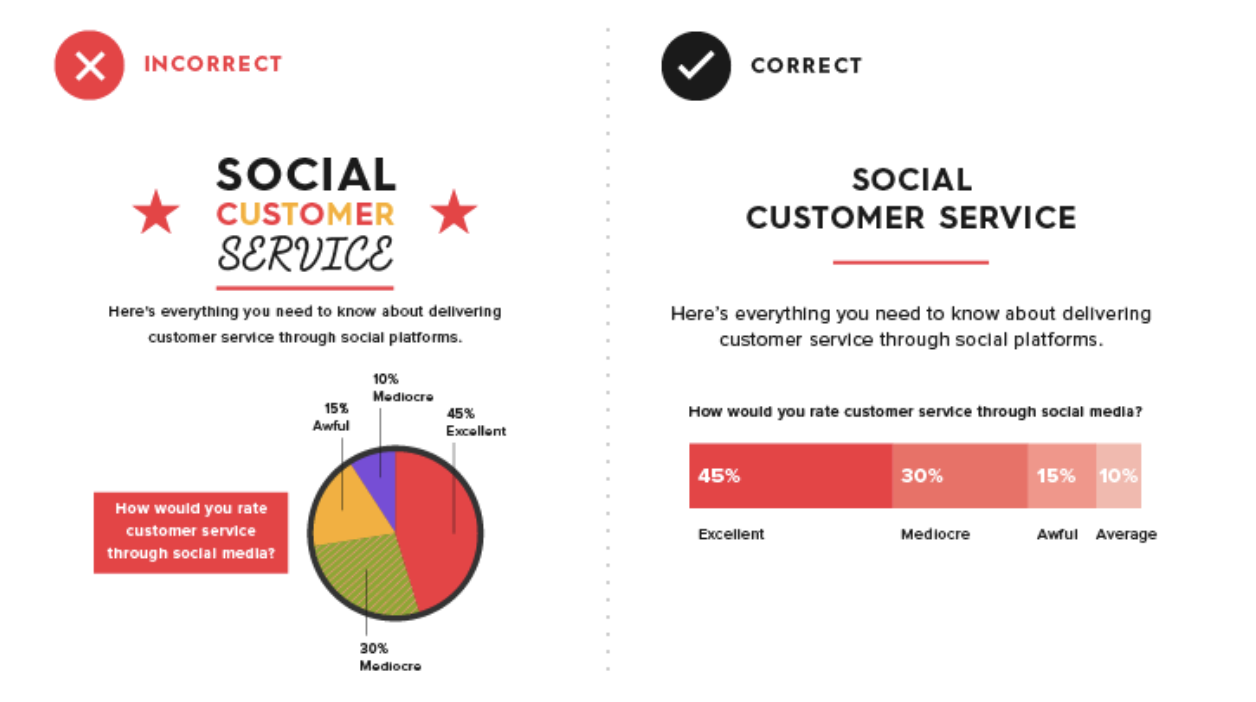 INCORRECT
SOCIAL
CUSTOMER
SERVICE
Here's everything you need to know about delivering
customer service through social platforms.
10%
Mediocre
15%
Awful
45%
Excellent
How would you rate
customer service
through social media?
30%
Mediocre
CORRECT
SOCIAL
CUSTOMER SERVICE
Here's everything you need to know about delivering
customer service through social platforms.
How would you rate customer service through social media?
45% 30% 15% 10%
Excellent Mediocre Awful Average